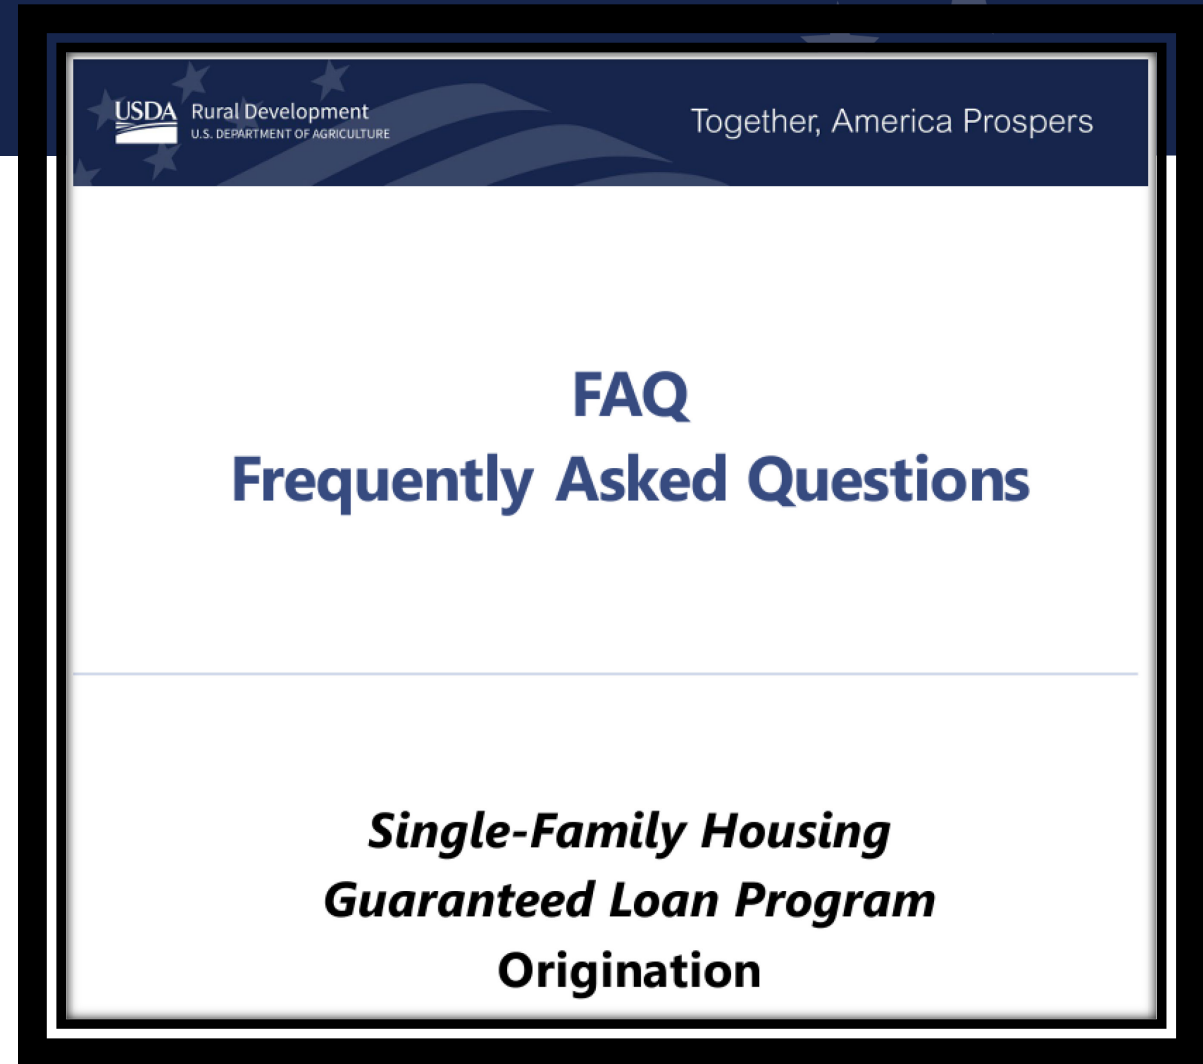 USDA Rural Development
U.S. DEPARTMENT OF AGRICULTURE
Together, America Prospers
FAQ
Frequently Asked Questions
Single-Family Housing
Guaranteed Loan Program
Origination